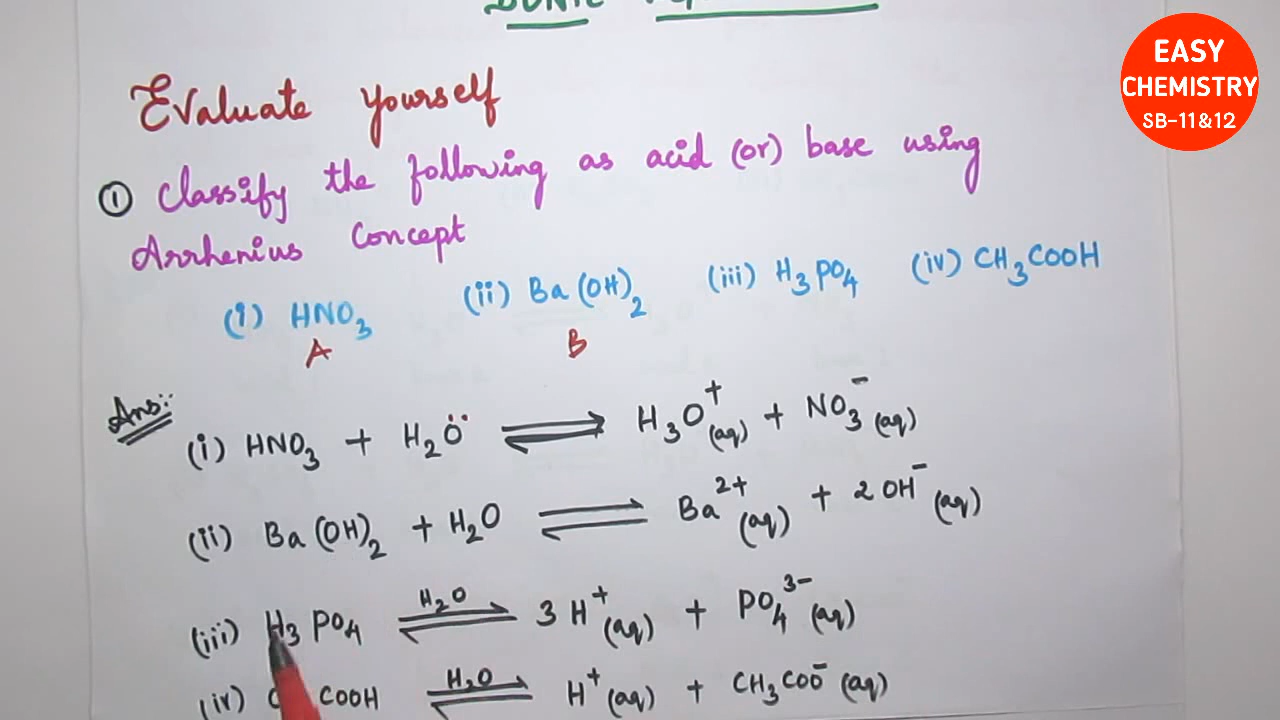 EASY
CHEMISTRY
SB-11&12
Evaluate yourself
① Classify the following as acid (or) base using
Arrhenius Concept
(i) HNO₃ (ii) Ba(OH)₂ (iii) H₃PO₄ (iv) CH₃COOH
A B
Ans:-
(i) HNO₃ + H₂Ö ⇌ H₃O⁺(aq) + NO₃⁻(aq)
(ii) Ba(OH)₂ + H₂O ⇌ Ba²⁺(aq) + 2OH⁻(aq)
(iii) H₃PO₄ ⇌ H₂O 3H⁺(aq) + PO₄³⁻(aq)
(iv) C COOH ⇌ H₂O H⁺(aq) + CH₃COO⁻(aq)